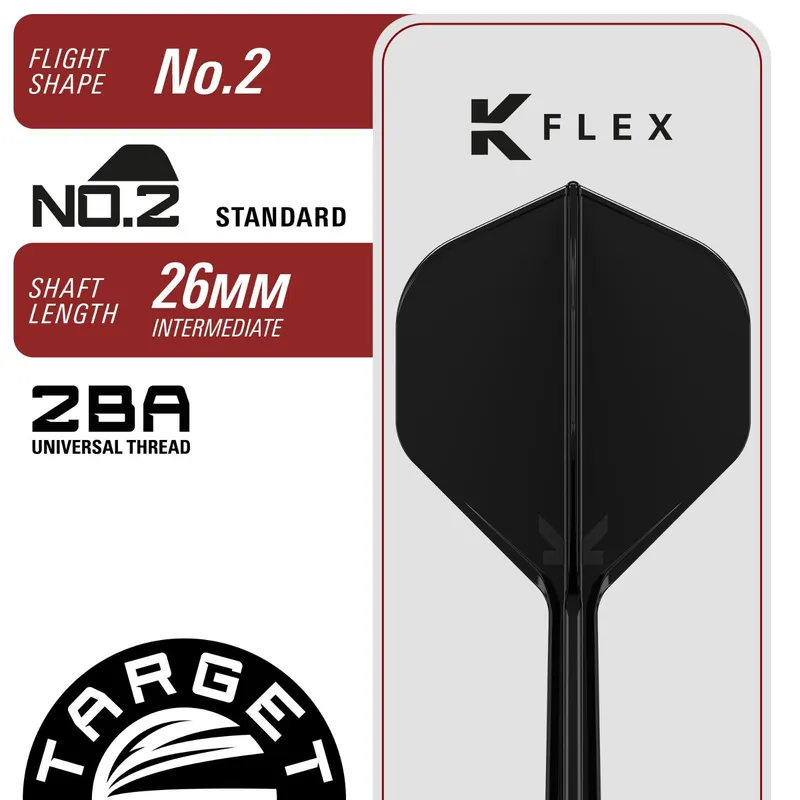 FLIGHT
SHAPE
No.2
NO.2
STANDARD
SHAFT
LENGTH
26MM
INTERMEDIATE
2BA
UNIVERSAL THREAD
TARGET
K FLEX
K